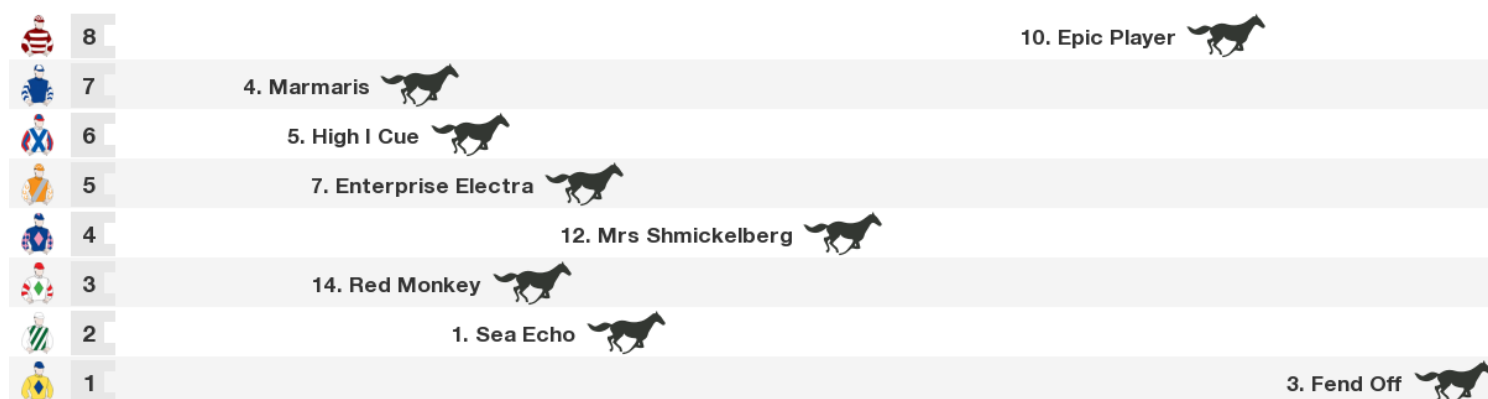 8 10. Epic Player
7 4. Marmaris
6 5. High I Cue
5 7. Enterprise Electra
4 12. Mrs Shmickelberg
3 14. Red Monkey
2 1. Sea Echo
1 3. Fend Off